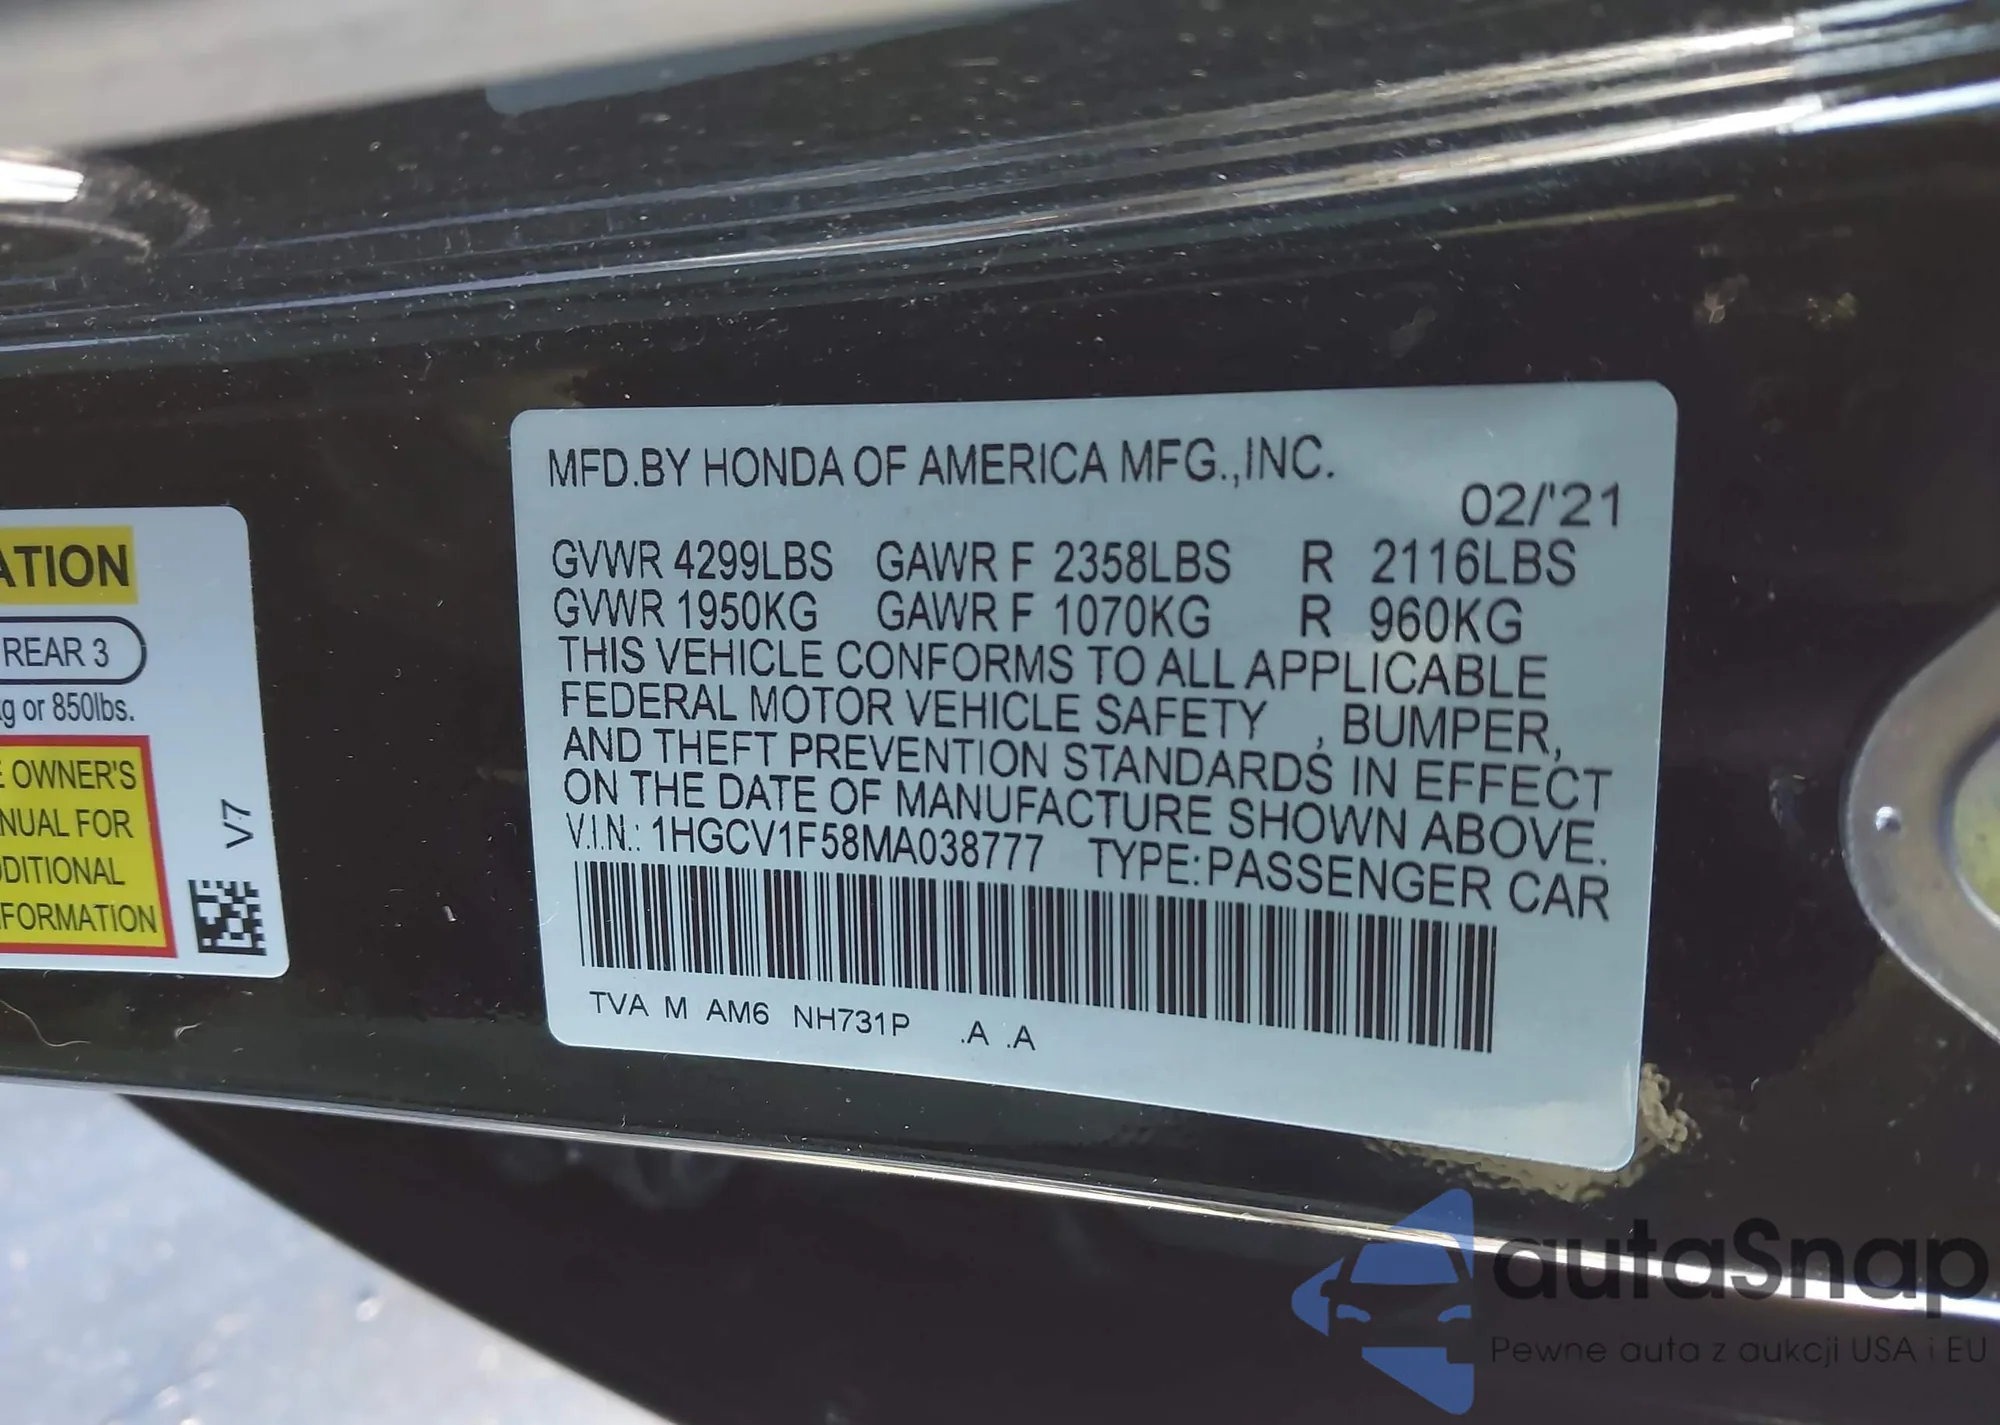 MFD.BY HONDA OF AMERICA MFG.,INC.
02/'21
GVWR 4299LBS GAWR F 2358LBS R 2116LBS
GVWR 1950KG GAWR F 1070KG R 960KG
THIS VEHICLE CONFORMS TO ALL APPLICABLE
FEDERAL MOTOR VEHICLE SAFETY , BUMPER,
AND THEFT PREVENTION STANDARDS IN EFFECT
ON THE DATE OF MANUFACTURE SHOWN ABOVE.
V.I.N.: 1HGCV1F58MA038777 TYPE:PASSENGER CAR
TVA M AM6 NH731P .A .A
ATION
REAR 3
g or 850lbs.
E OWNER'S
NUAL FOR
DDITIONAL
FORMATION
V7
autaSnap
Pewne auta z aukcji USA i EU